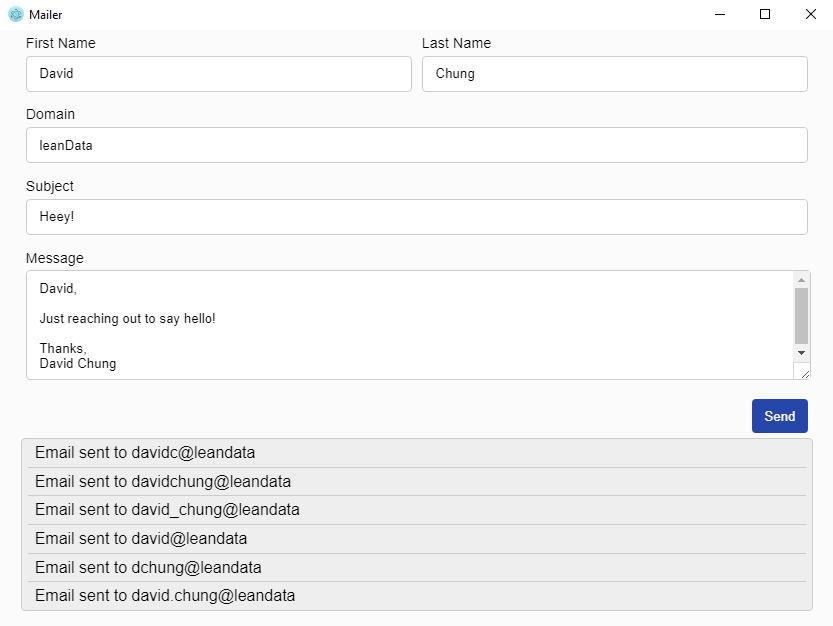 Mailer
First Name
Last Name
David
Chung
Domain
leanData
Subject
Heey!
Message
David,
Just reaching out to say hello!
Thanks,
David Chung
Send
Email sent to davidc@leandata
Email sent to davidchung@leandata
Email sent to david_chung@leandata
Email sent to david@leandata
Email sent to dchung@leandata
Email sent to david.chung@leandata